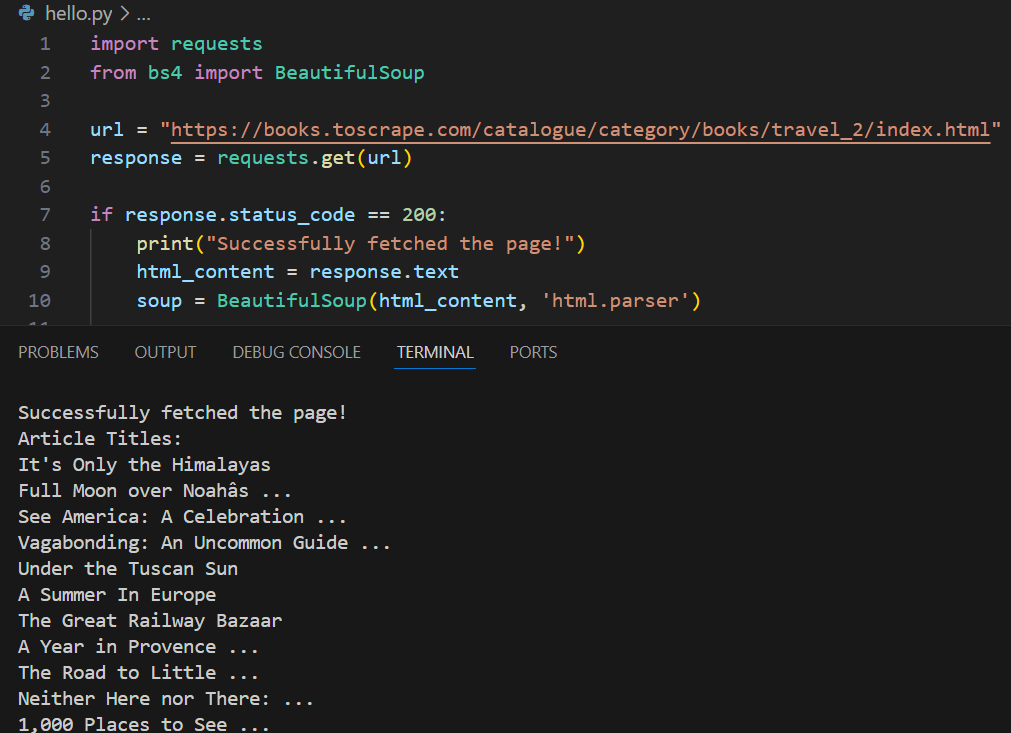 hello.py > ...
1 import requests
2 from bs4 import BeautifulSoup
3
4 url = "https://books.toscrape.com/catalogue/category/books/travel_2/index.html"
5 response = requests.get(url)
6
7 if response.status_code == 200:
8     print("Successfully fetched the page!")
9     html_content = response.text
10     soup = BeautifulSoup(html_content, 'html.parser')
11
PROBLEMS OUTPUT DEBUG CONSOLE TERMINAL PORTS
Successfully fetched the page!
Article Titles:
It's Only the Himalayas
Full Moon over Noahâs ...
See America: A Celebration ...
Vagabonding: An Uncommon Guide ...
Under the Tuscan Sun
A Summer In Europe
The Great Railway Bazaar
A Year in Provence ...
The Road to Little ...
Neither Here nor There: ...
1,000 Places to See ...